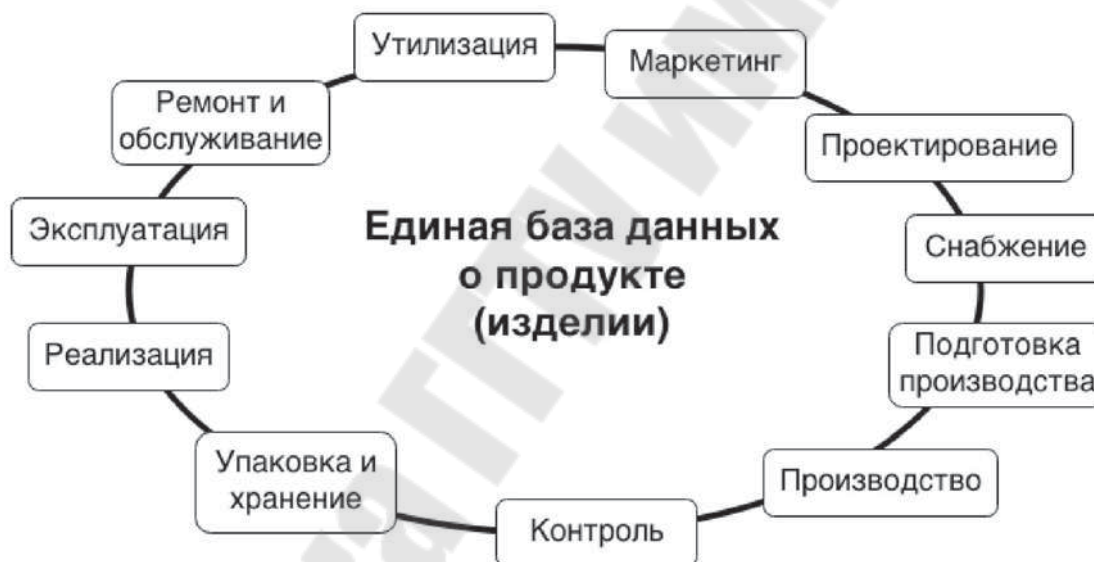 Утилизация
Маркетинг
Проектирование
Снабжение
Подготовка
производства
Производство
Контроль
Упаковка и
хранение
Реализация
Эксплуатация
Ремонт и
обслуживание
Единая база данных
о продукте
(изделии)